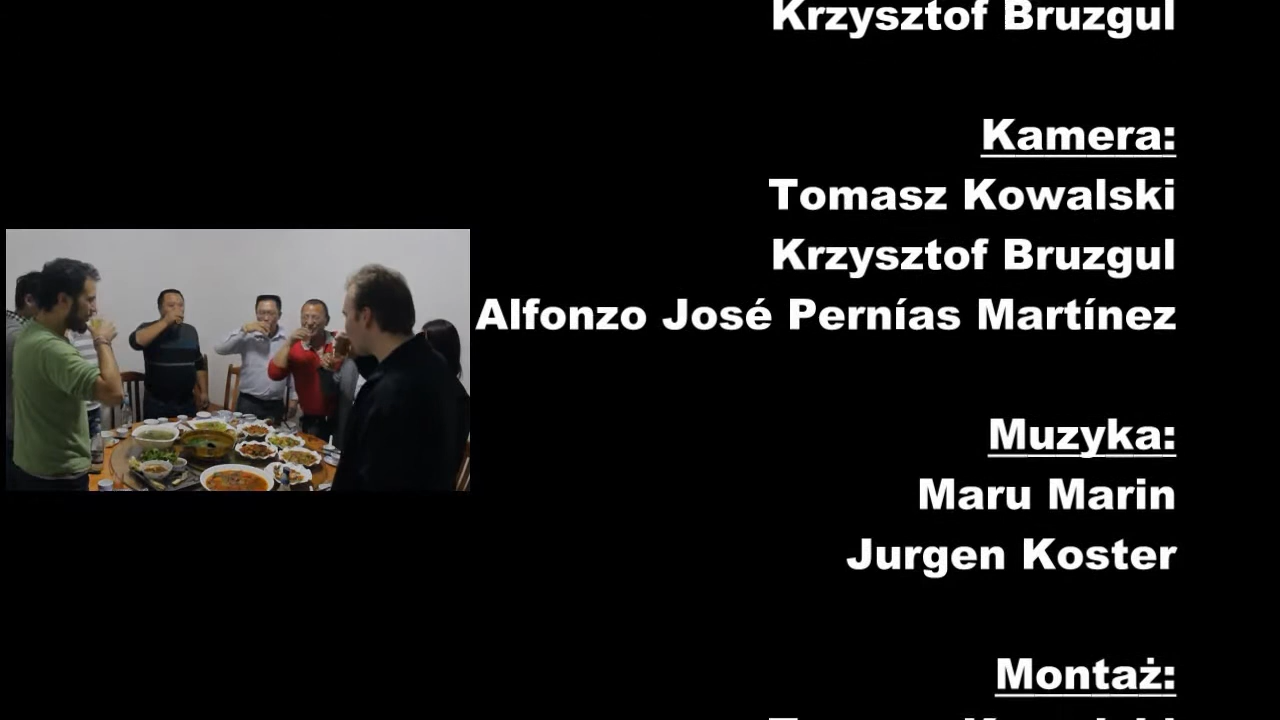 Krzysztof Bruzgul
Kamera:
Tomasz Kowalski
Krzysztof Bruzgul
Alfonzo José Pernías Martínez
Muzyka:
Maru Marin
Jurgen Koster
Montaż: